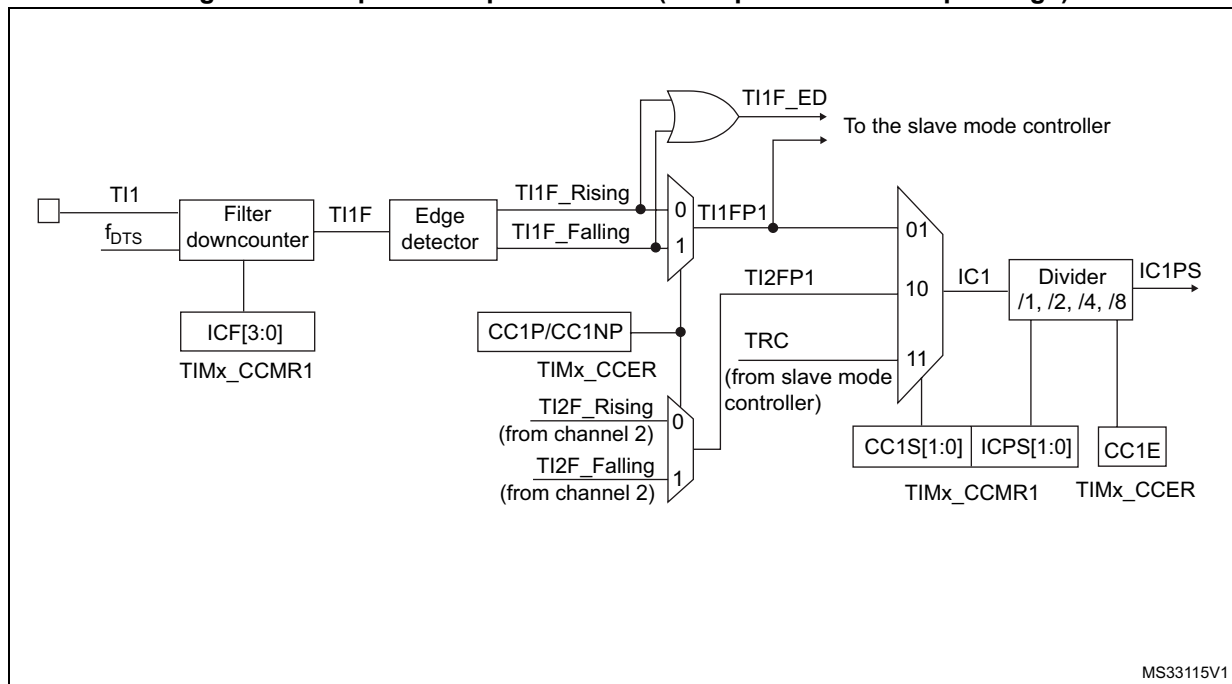 TI1F_ED
To the slave mode controller
TI1
f_DTS
Filter
downcounter
TI1F
Edge
detector
TI1F_Rising
TI1F_Falling
0
1
TI1FP1
01
TI2FP1
10
IC1
Divider
/1, /2, /4, /8
IC1PS
ICF[3:0]
TIMx_CCMR1
CC1P/CC1NP
TIMx_CCER
TRC
(from slave mode
controller)
11
TI2F_Rising
(from channel 2)
0
TI2F_Falling
(from channel 2)
1
CC1S[1:0]
ICPS[1:0]
TIMx_CCMR1
CC1E
TIMx_CCER
MS33115V1